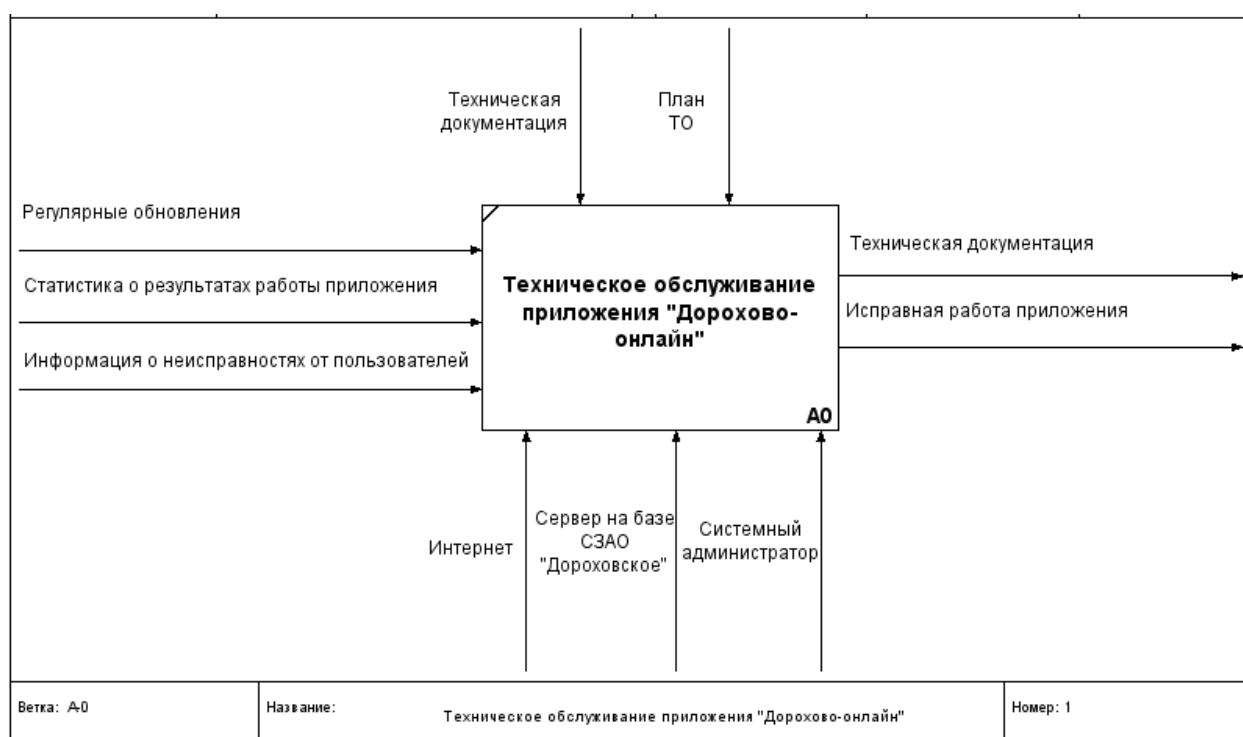 Техническая
документация
План
ТО
Регулярные обновления
Статистика о результатах работы приложения
Информация о неисправностях от пользователей
Техническое обслуживание
приложения "Дорохово-
онлайн"
A0
Техническая документация
Исправная работа приложения
Интернет
Сервер на базе
СЗАО
"Дороховское"
Системный
администратор
Ветка: A-0
Название:
Техническое обслуживание приложения "Дорохово-онлайн"
Номер: 1